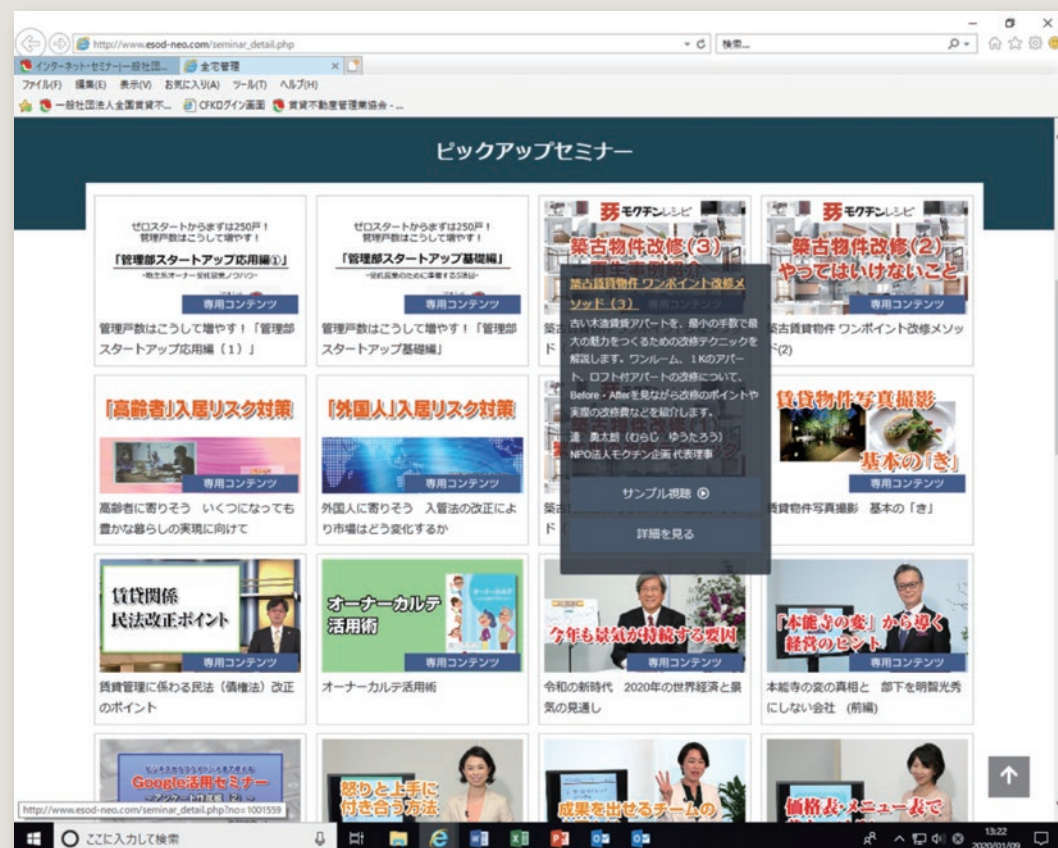 http://www.esod-neo.com/seminar_detail.php
検索...
インターネット・セミナー|一般社団...
全宅管理
ファイル(F) 編集(E) 表示(V) お気に入り(A) ツール(T) ヘルプ(H)
一般社団法人全国賃貸不...
CFKログイン画面
賃貸不動産管理業協会 - ...
ピックアップセミナー
ゼロスタートからまずは250戸!
管理戸数はこうして増やす!
「管理部スタートアップ応用編①」
-地主系オーナー受託営業ノウハウ-
専用コンテンツ
管理戸数はこうして増やす!「管理部
スタートアップ応用編(1)」
ゼロスタートからまずは250戸!
管理戸数はこうして増やす!
「管理部スタートアップ基礎編」
専用コンテンツ
管理戸数はこうして増やす!「管理部
スタートアップ基礎編」
モクチンレシピ
築古物件改修(3)
再生事例紹介
モクチンレシピ
築古物件改修(2)
やってはいけないこと
専用コンテンツ
築古賃貸物件 ワンポイント改修メソッ
ド(2)
築古賃貸物件 ワンポイント改修メ
ソッド(3)
古い木造賃貸アパートを、最小の手数で最
大の魅力をつくるための改修テクニックを
解説します。ワンルーム、1Kのアパー
ト、ロフト付アパートの改修について、
Before・Afterを見ながら改修のポイントや
実際の改修費などを紹介します。
連 勇太朗(むらじ ゆうたろう)
NPO法人モクチン企画 代表理事
サンプル視聴
詳細を見る
「高齢者」入居リスク対策
専用コンテンツ
高齢者に寄りそう いくつになっても
豊かな暮らしの実現に向けて
「外国人」入居リスク対策
専用コンテンツ
外国人に寄りそう 入管法の改正によ
り市場はどう変化するか
賃貸物件写真撮影
基本の「き」
専用コンテンツ
賃貸物件写真撮影 基本の「き」
賃貸関係
民法改正ポイント
専用コンテンツ
賃貸管理に係わる民法(債権法)改正
のポイント
オーナーカルテ
活用術
専用コンテンツ
オーナーカルテ活用術
今年も景気が持続する要因
専用コンテンツ
令和の新時代 2020年の世界経済と景
気の見通し
「本能寺の変」から導く
経営のヒント
専用コンテンツ
本能寺の変の真相と 部下を明智光秀
にしない会社 (前編)
Google活用セミナー
怒りと上手に
付き合う方法
成果を出せるチームの
価格表・メニュー表で
http://www.esod-neo.com/seminar_detail.php?no=1001559
ここに入力して検索
13:22
2020/01/09